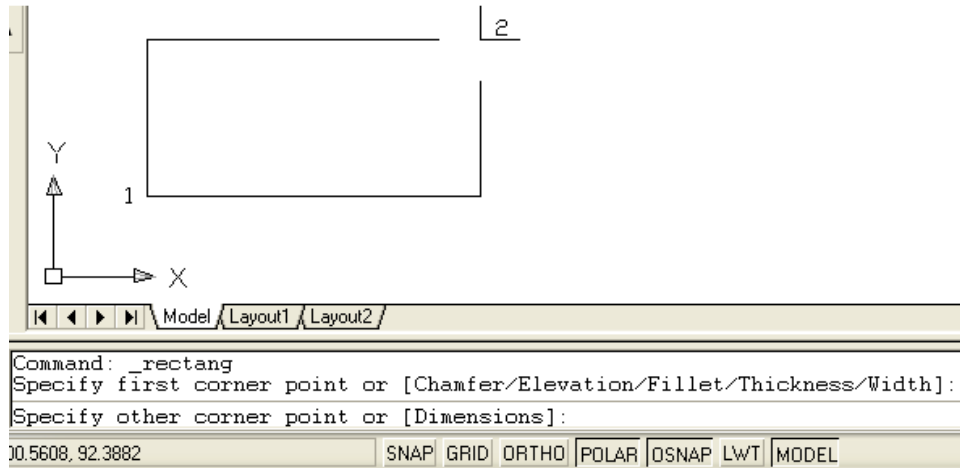 2
Y
1
X
Model Layout1 Layout2
Command: _rectang
Specify first corner point or [Chamfer/Elevation/Fillet/Thickness/Width]:
Specify other corner point or [Dimensions]:
00.5608, 92.3882 SNAP GRID ORTHO POLAR OSNAP LWT MODEL